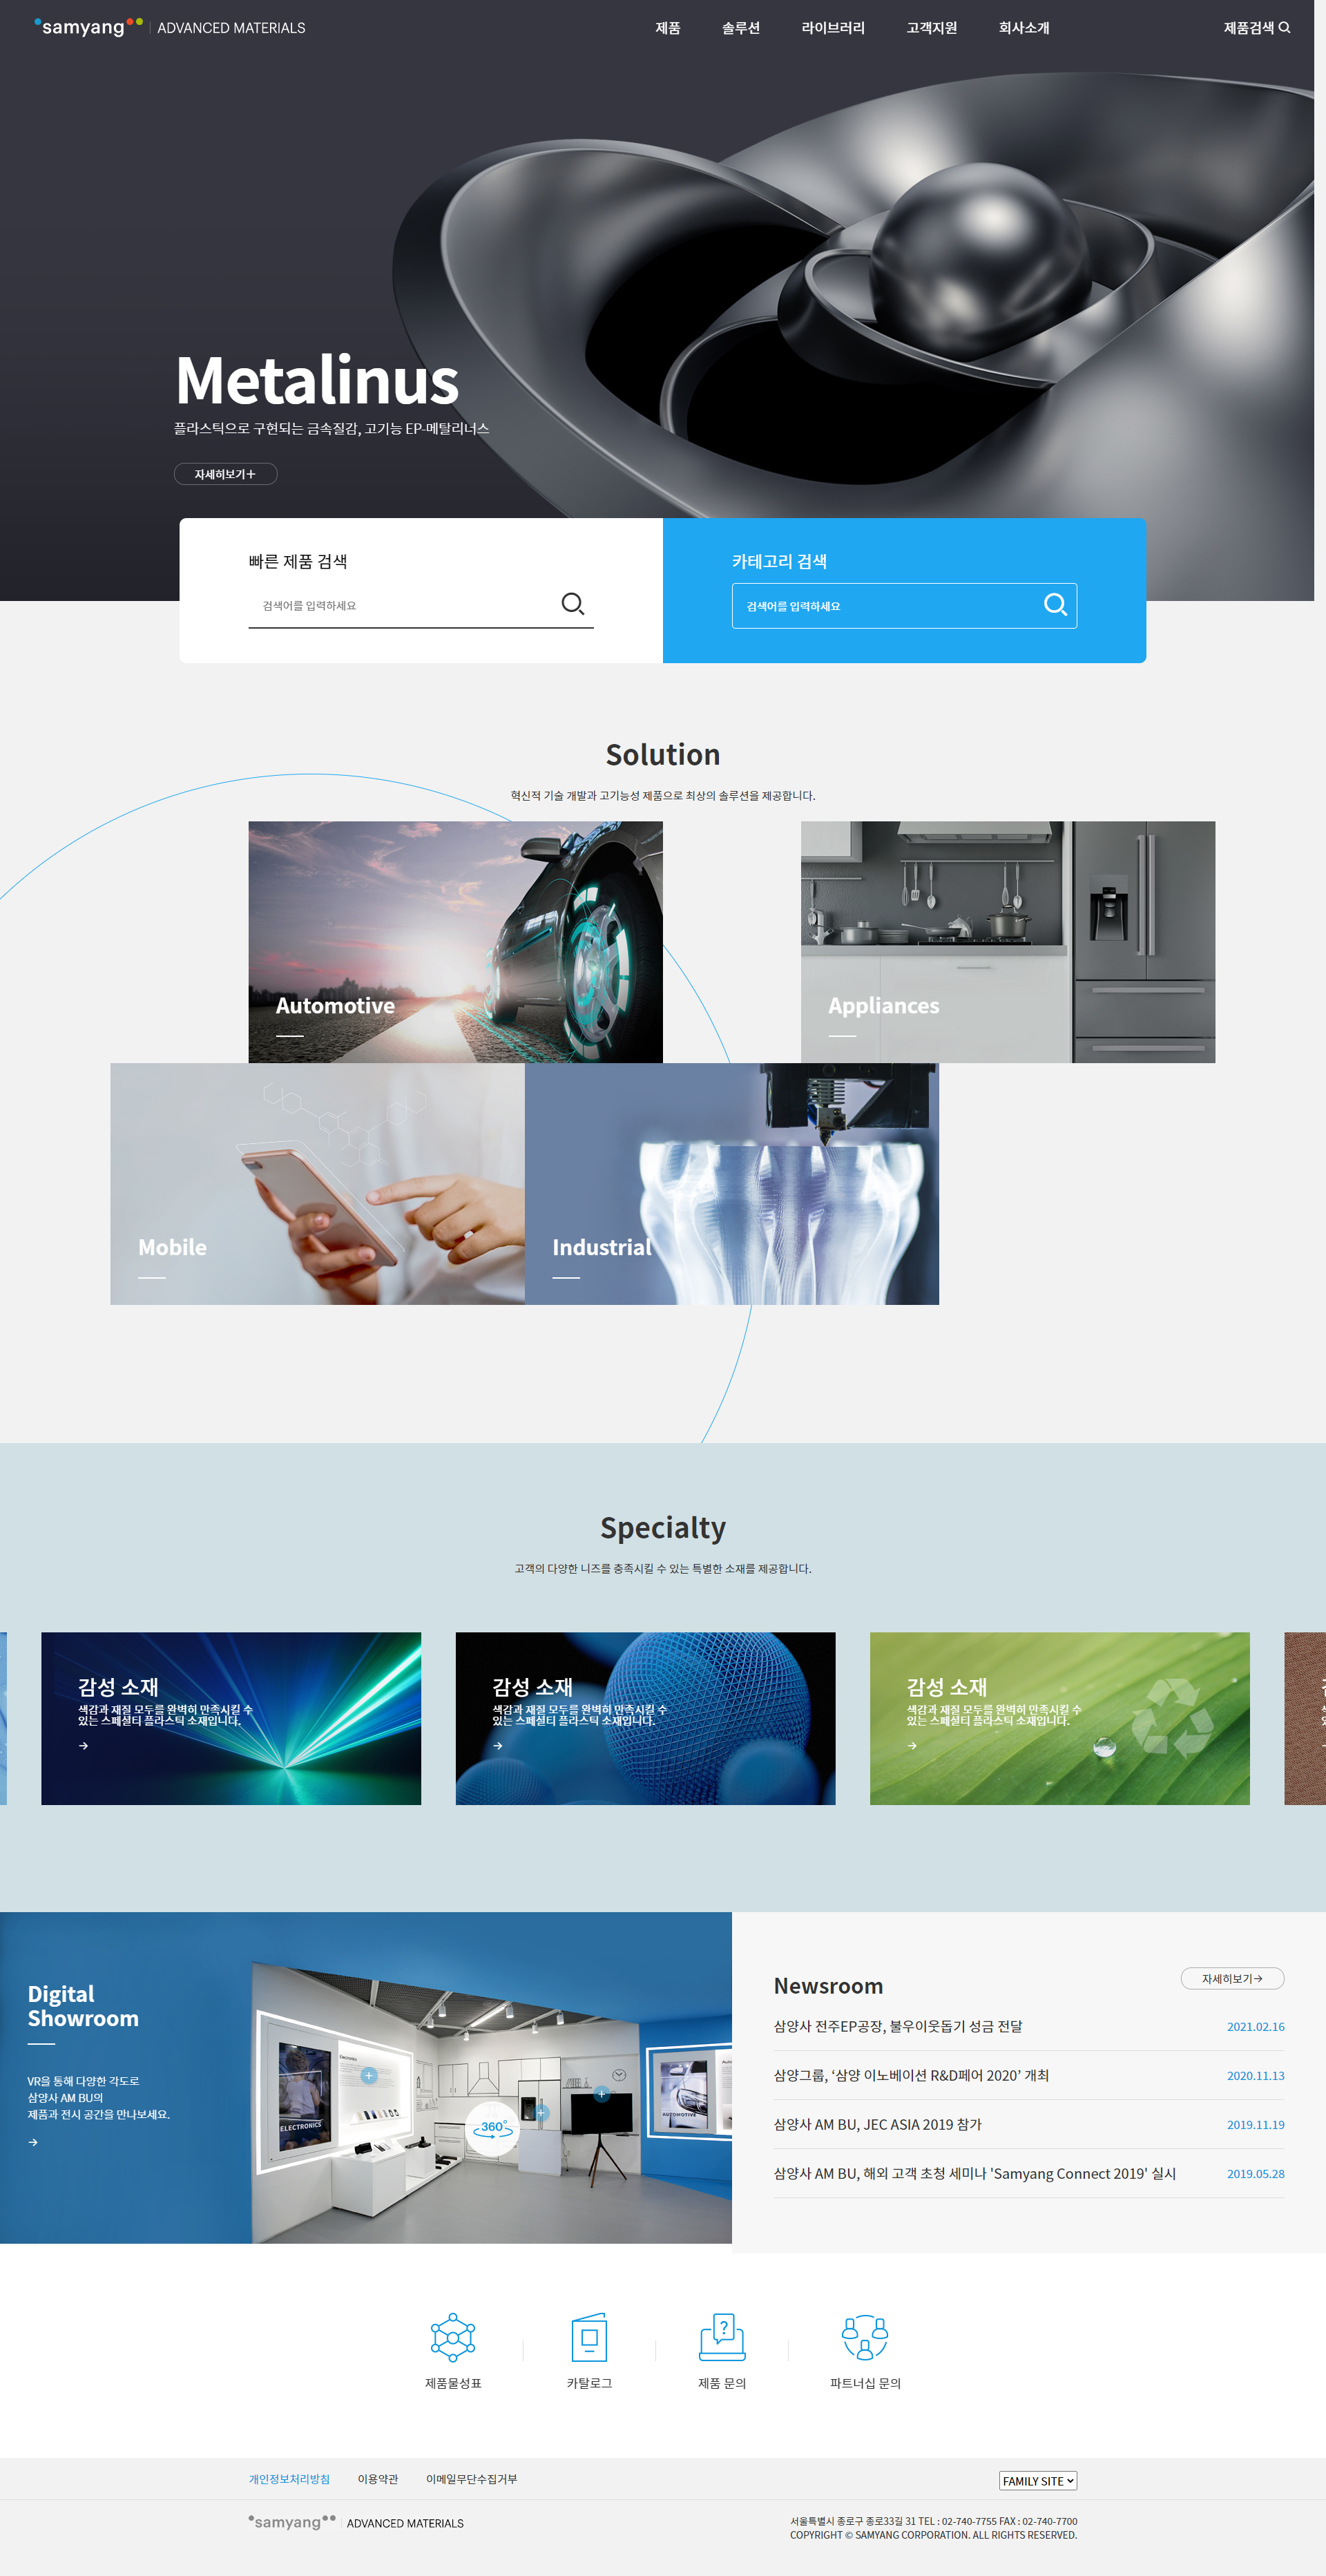 samyang ADVANCED MATERIALS
제품 솔루션 라이브러리 고객지원 회사소개 제품검색
Metalinus
플라스틱으로 구현되는 금속질감, 고기능 EP-메탈리너스
자세히보기+
빠른 제품 검색
검색어를 입력하세요
카테고리 검색
검색어를 입력하세요
Solution
혁신적 기술 개발과 고기능성 제품으로 최상의 솔루션을 제공합니다.
Automotive
Appliances
Mobile
Industrial
Specialty
고객의 다양한 니즈를 충족시킬 수 있는 특별한 소재를 제공합니다.
감성 소재
색감과 재질 모두를 완벽히 만족시킬 수
있는 스페셜티 플라스틱 소재입니다.
감성 소재
색감과 재질 모두를 완벽히 만족시킬 수
있는 스페셜티 플라스틱 소재입니다.
감성 소재
색감과 재질 모두를 완벽히 만족시킬 수
있는 스페셜티 플라스틱 소재입니다.
Digital
Showroom
VR을 통해 다양한 각도로
삼양사 AM BU의
제품과 전시 공간을 만나보세요.
Electronics
ELECTRONICS
360°
AUTOMOTIVE
Newsroom
자세히보기→
삼양사 전주EP공장, 불우이웃돕기 성금 전달 2021.02.16
삼양그룹, ‘삼양 이노베이션 R&D페어 2020’ 개최 2020.11.13
삼양사 AM BU, JEC ASIA 2019 참가 2019.11.19
삼양사 AM BU, 해외 고객 초청 세미나 'Samyang Connect 2019' 실시 2019.05.28
제품물성표
카탈로그
제품 문의
파트너십 문의
개인정보처리방침 이용약관 이메일무단수집거부
FAMILY SITE
samyang ADVANCED MATERIALS
서울특별시 종로구 종로33길 31 TEL : 02-740-7755 FAX : 02-740-7700
COPYRIGHT © SAMYANG CORPORATION. ALL RIGHTS RESERVED.